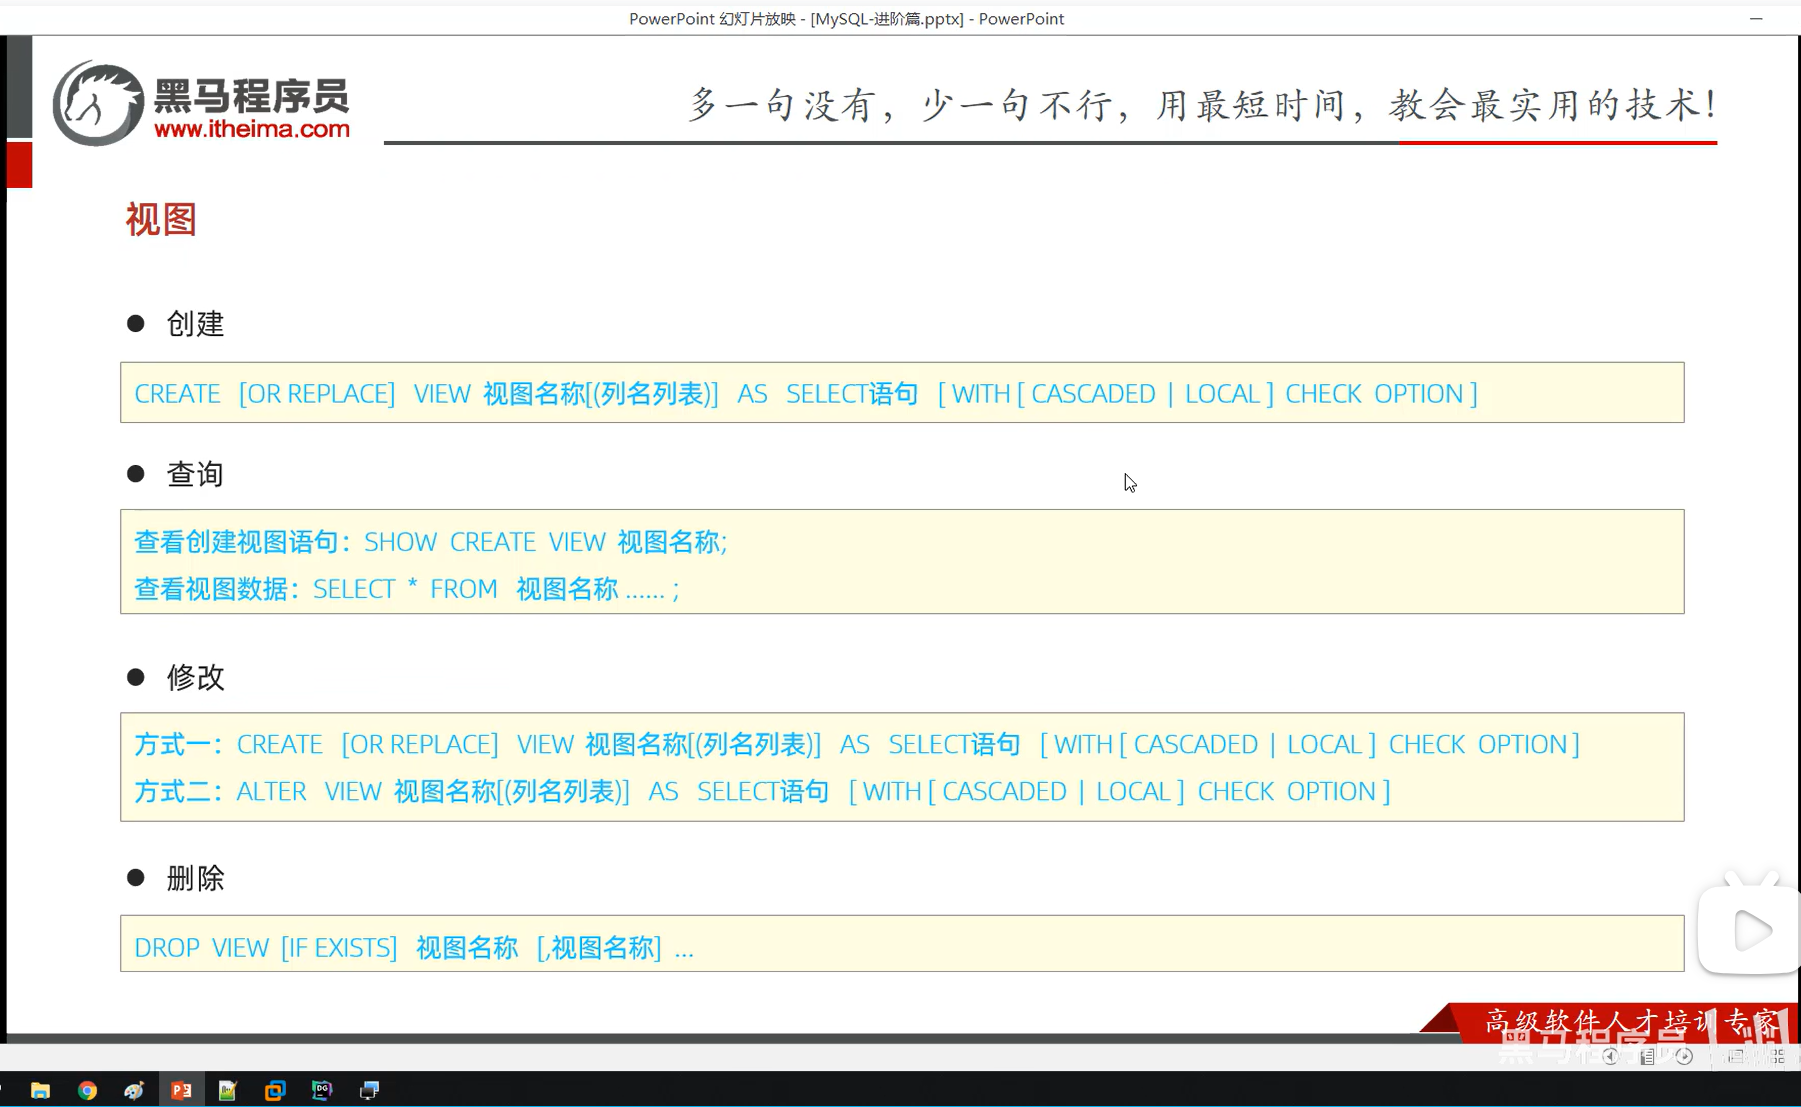 PowerPoint 幻灯片放映 - [MySQL-进阶篇.pptx] - PowerPoint
黑马程序员
www.itheima.com
多一句没有，少一句不行，用最短时间，教会最实用的技术！
视图
● 创建
CREATE [OR REPLACE] VIEW 视图名称[(列名列表)] AS SELECT语句 [ WITH [ CASCADED | LOCAL ] CHECK OPTION ]
● 查询
查看创建视图语句：SHOW CREATE VIEW 视图名称;
查看视图数据：SELECT * FROM 视图名称 ...... ;
● 修改
方式一：CREATE [OR REPLACE] VIEW 视图名称[(列名列表)] AS SELECT语句 [ WITH [ CASCADED | LOCAL ] CHECK OPTION ]
方式二：ALTER VIEW 视图名称[(列名列表)] AS SELECT语句 [ WITH [ CASCADED | LOCAL ] CHECK OPTION ]
● 删除
DROP VIEW [IF EXISTS] 视图名称 [,视图名称] ...
高级软件人才培训专家
黑马程序员